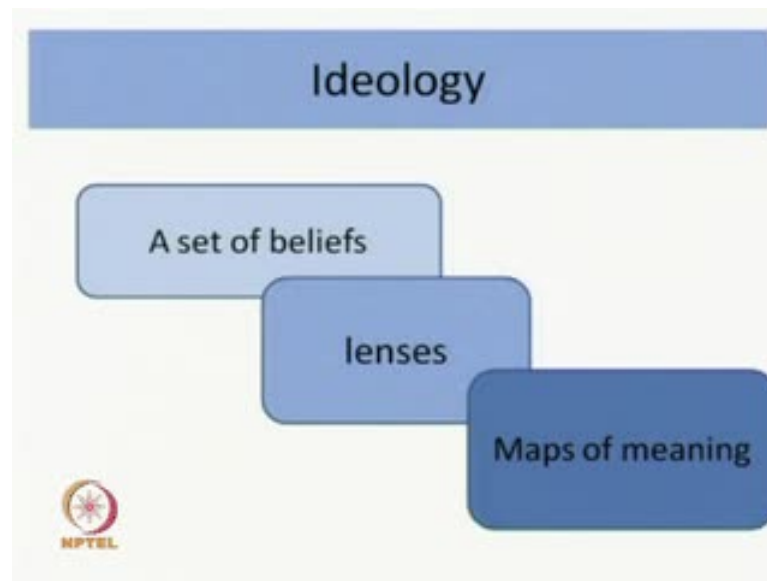 Ideology
A set of beliefs
lenses
Maps of meaning
NPTEL